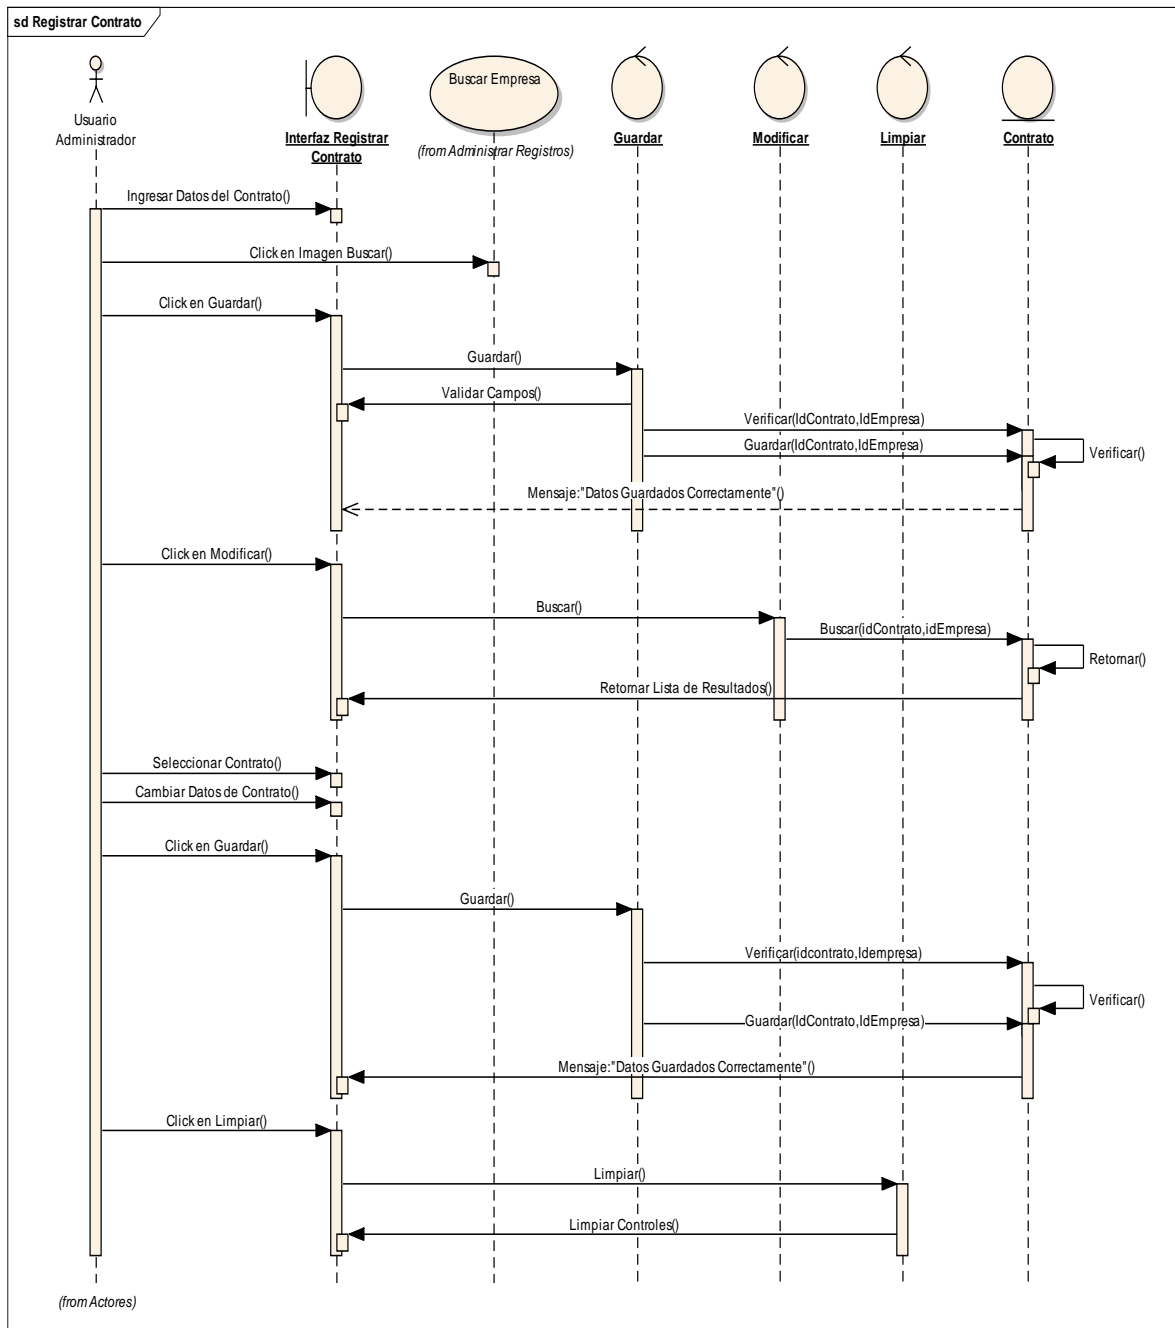 sd Registrar Contrato
Usuario
Administrador
Interfaz Registrar
Contrato
Buscar Empresa
(from Administrar Registros)
Guardar
Modificar
Limpiar
Contrato
Ingresar Datos del Contrato()
Click en Imagen Buscar()
Click en Guardar()
Guardar()
Validar Campos()
Verificar(IdContrato,IdEmpresa)
Guardar(IdContrato,IdEmpresa)
Verificar()
Mensaje:"Datos Guardados Correctamente"()
Click en Modificar()
Buscar()
Buscar(idContrato,idEmpresa)
Retornar()
Retornar Lista de Resultados()
Seleccionar Contrato()
Cambiar Datos de Contrato()
Click en Guardar()
Guardar()
Verificar(idcontrato,Idempresa)
Verificar()
Guardar(IdContrato,IdEmpresa)
Mensaje:"Datos Guardados Correctamente"()
Click en Limpiar()
Limpiar()
Limpiar Controles()
(from Actores)